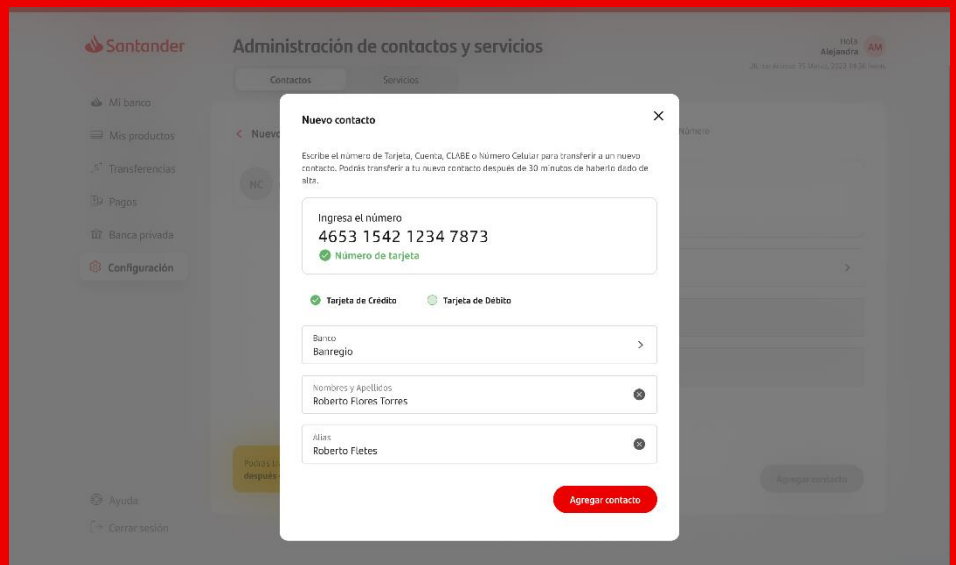 Santander
Administración de contactos y servicios
Hola
Alejandra
AM
Contactos
Servicios
Mi banco
Mis productos
Transferencias
Pagos
Banca privada
Configuración
Ayuda
Cerrar sesión
Nuevo
Número
NC
Nuevo contacto
Escribe el número de Tarjeta, Cuenta, CLABE o Número Celular para transferir a un nuevo
contacto. Podrás transferir a tu nuevo contacto después de 30 minutos de haberlo dado de
alta.
Ingresa el número
4653 1542 1234 7873
Número de tarjeta
Tarjeta de Crédito
Tarjeta de Débito
Banco
Banregio
Nombres y Apellidos
Roberto Flores Torres
Alias
Roberto Fletes
Agregar contacto
después
Agregar contacto